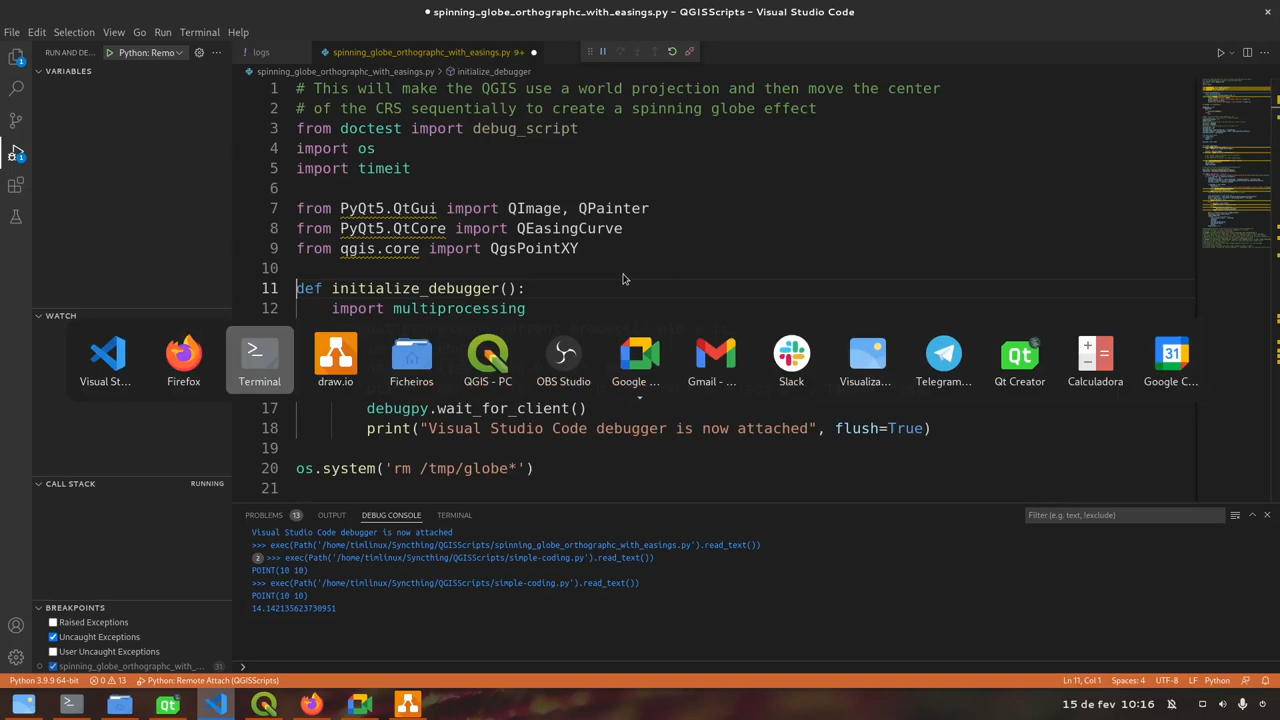 spinning_globe_orthographc_with_easings.py - QGISScripts - Visual Studio Code
File Edit Selection View Go Run Terminal Help
RUN AND DE... Python: Remo
logs
spinning_globe_orthographc_with_easings.py 9+
spinning_globe_orthographc_with_easings.py > initialize_debugger
VARIABLES
WATCH
CALL STACK RUNNING
BREAKPOINTS
Raised Exceptions
Uncaught Exceptions
User Uncaught Exceptions
spinning_globe_orthographc_with_... 31
1 # This will make the QGIS use a world projection and then move the center
2 # of the CRS sequentially to create a spinning globe effect
3 from doctest import debug_script
4 import os
5 import timeit
6
7 from PyQt5.QtGui import QPainter
8 from PyQt5.QtCore import EasingCurve
9 from qgis.core import QgsPointXY
10
11 def initialize_debugger():
12 import multiprocessing
Visual St... Firefox Terminal draw.io Ficheiros QGIS - PC OBS Studio Google ... Gmail - ... Slack Visualiza... Telegram... Qt Creator Calculadora Google C...
17 debugpy.wait_for_client()
18 print("Visual Studio Code debugger is now attached", flush=True)
19
20 os.system('rm /tmp/globe*')
21
PROBLEMS 13 OUTPUT DEBUG CONSOLE TERMINAL
Filter (e.g. text, !exclude)
Visual Studio Code debugger is now attached
>>> exec(Path('/home/timlinux/Syncthing/QGISScripts/spinning_globe_orthographc_with_easings.py').read_text())
2 >>> exec(Path('/home/timlinux/Syncthing/QGISScripts/simple-coding.py').read_text())
POINT(10 10)
>>> exec(Path('/home/timlinux/Syncthing/QGISScripts/simple-coding.py').read_text())
POINT(10 10)
14.142135623730951
Python 3.9.9 64-bit 0 13 Python: Remote Attach (QGISScripts)
Ln 11, Col 1 Spaces: 4 UTF-8 LF Python
15 de fev 10:16